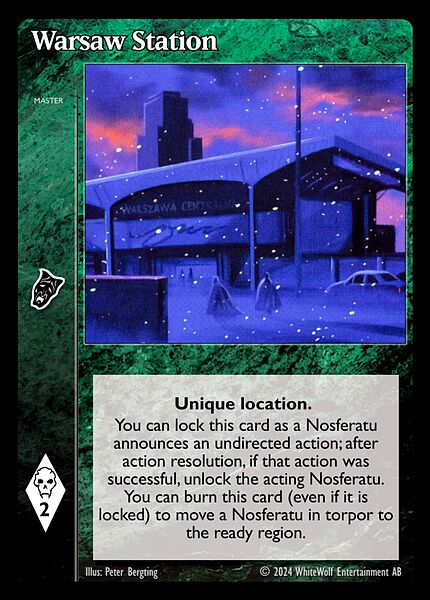 Warsaw Station
MASTER
WARSZAWA CENTRALNA
Unique location.
You can lock this card as a Nosferatu
announces an undirected action; after
action resolution, if that action was
successful, unlock the acting Nosferatu.
You can burn this card (even if it is
locked) to move a Nosferatu in torpor to
the ready region.
2
Illus: Peter Bergting
© 2024 WhiteWolf Entertainment AB